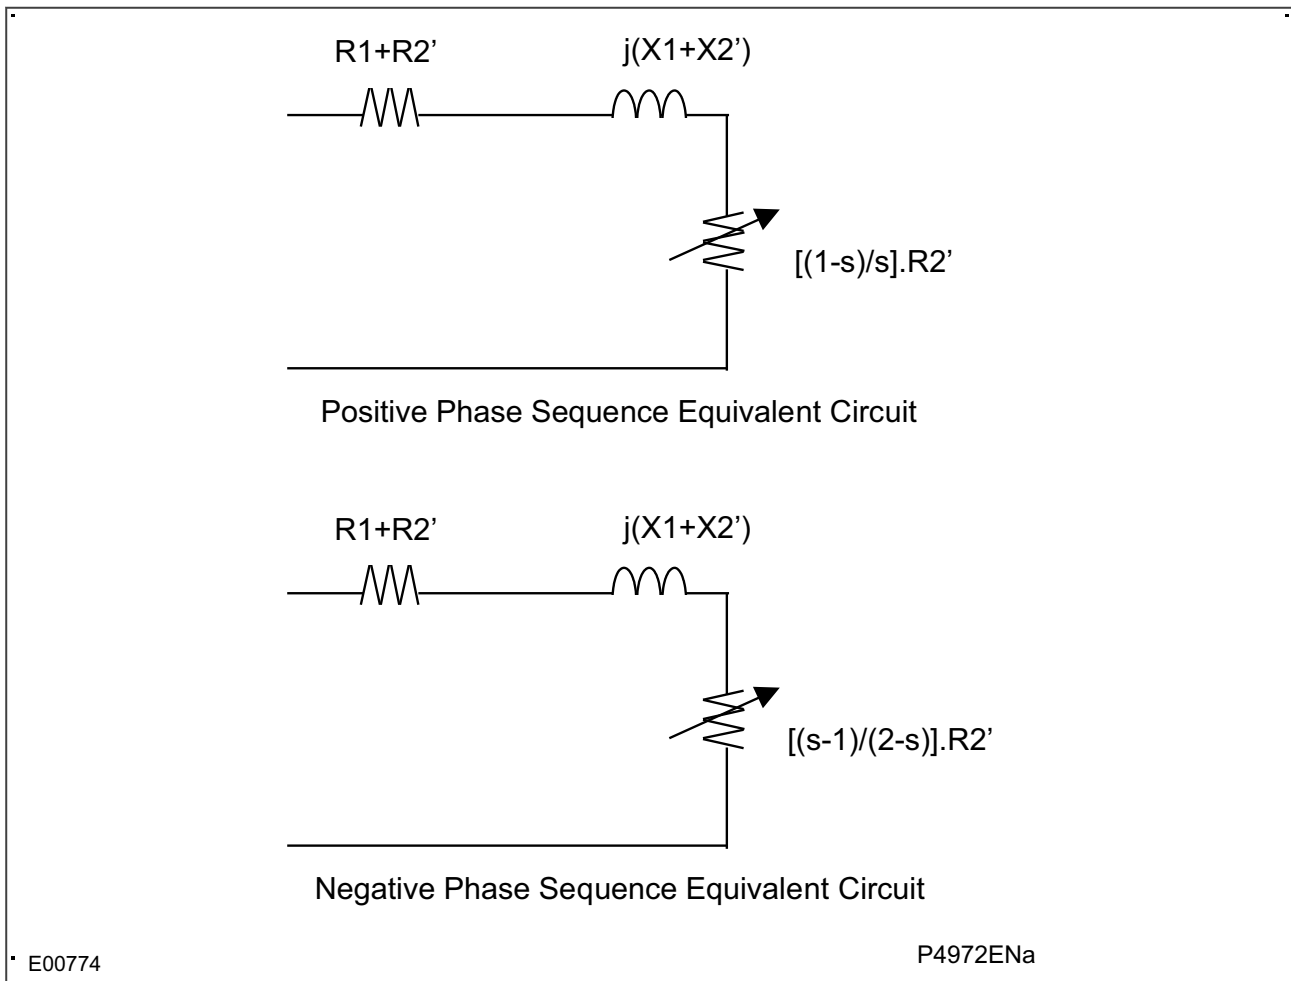 R1+R2’
j(X1+X2’)
[(1-s)/s].R2’
Positive Phase Sequence Equivalent Circuit
R1+R2’
j(X1+X2’)
[(s-1)/(2-s)].R2’
Negative Phase Sequence Equivalent Circuit
E00774
P4972ENa